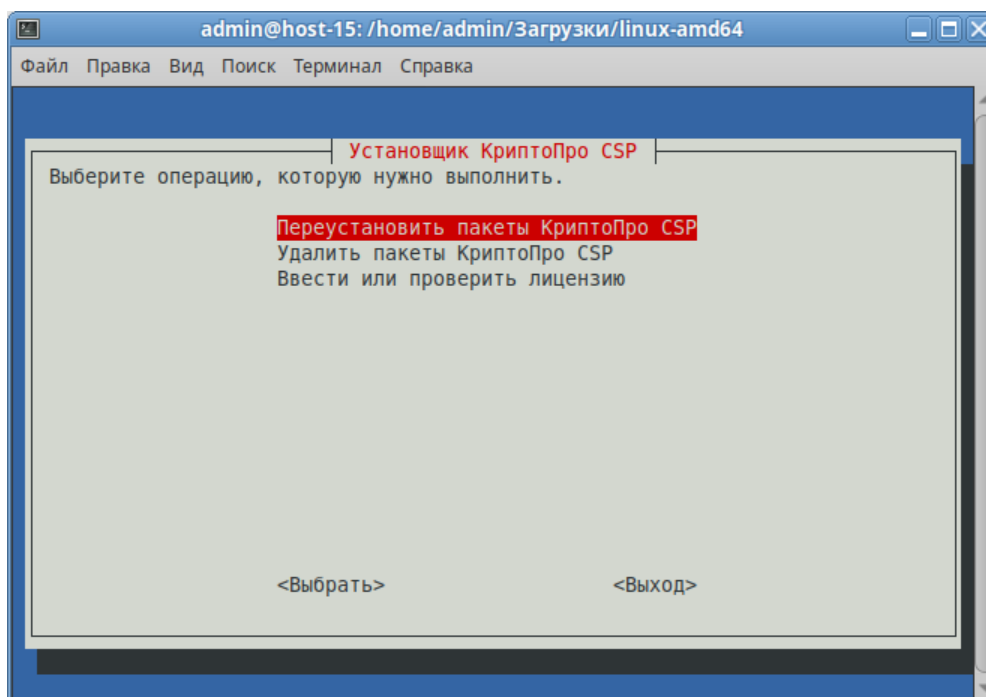 admin@host-15: /home/admin/Загрузки/linux-amd64
Файл Правка Вид Поиск Терминал Справка
Установщик КриптоПро CSP
Выберите операцию, которую нужно выполнить.
Переустановить пакеты КриптоПро CSP
Удалить пакеты КриптоПро CSP
Ввести или проверить лицензию
<Выбрать> <Выход>